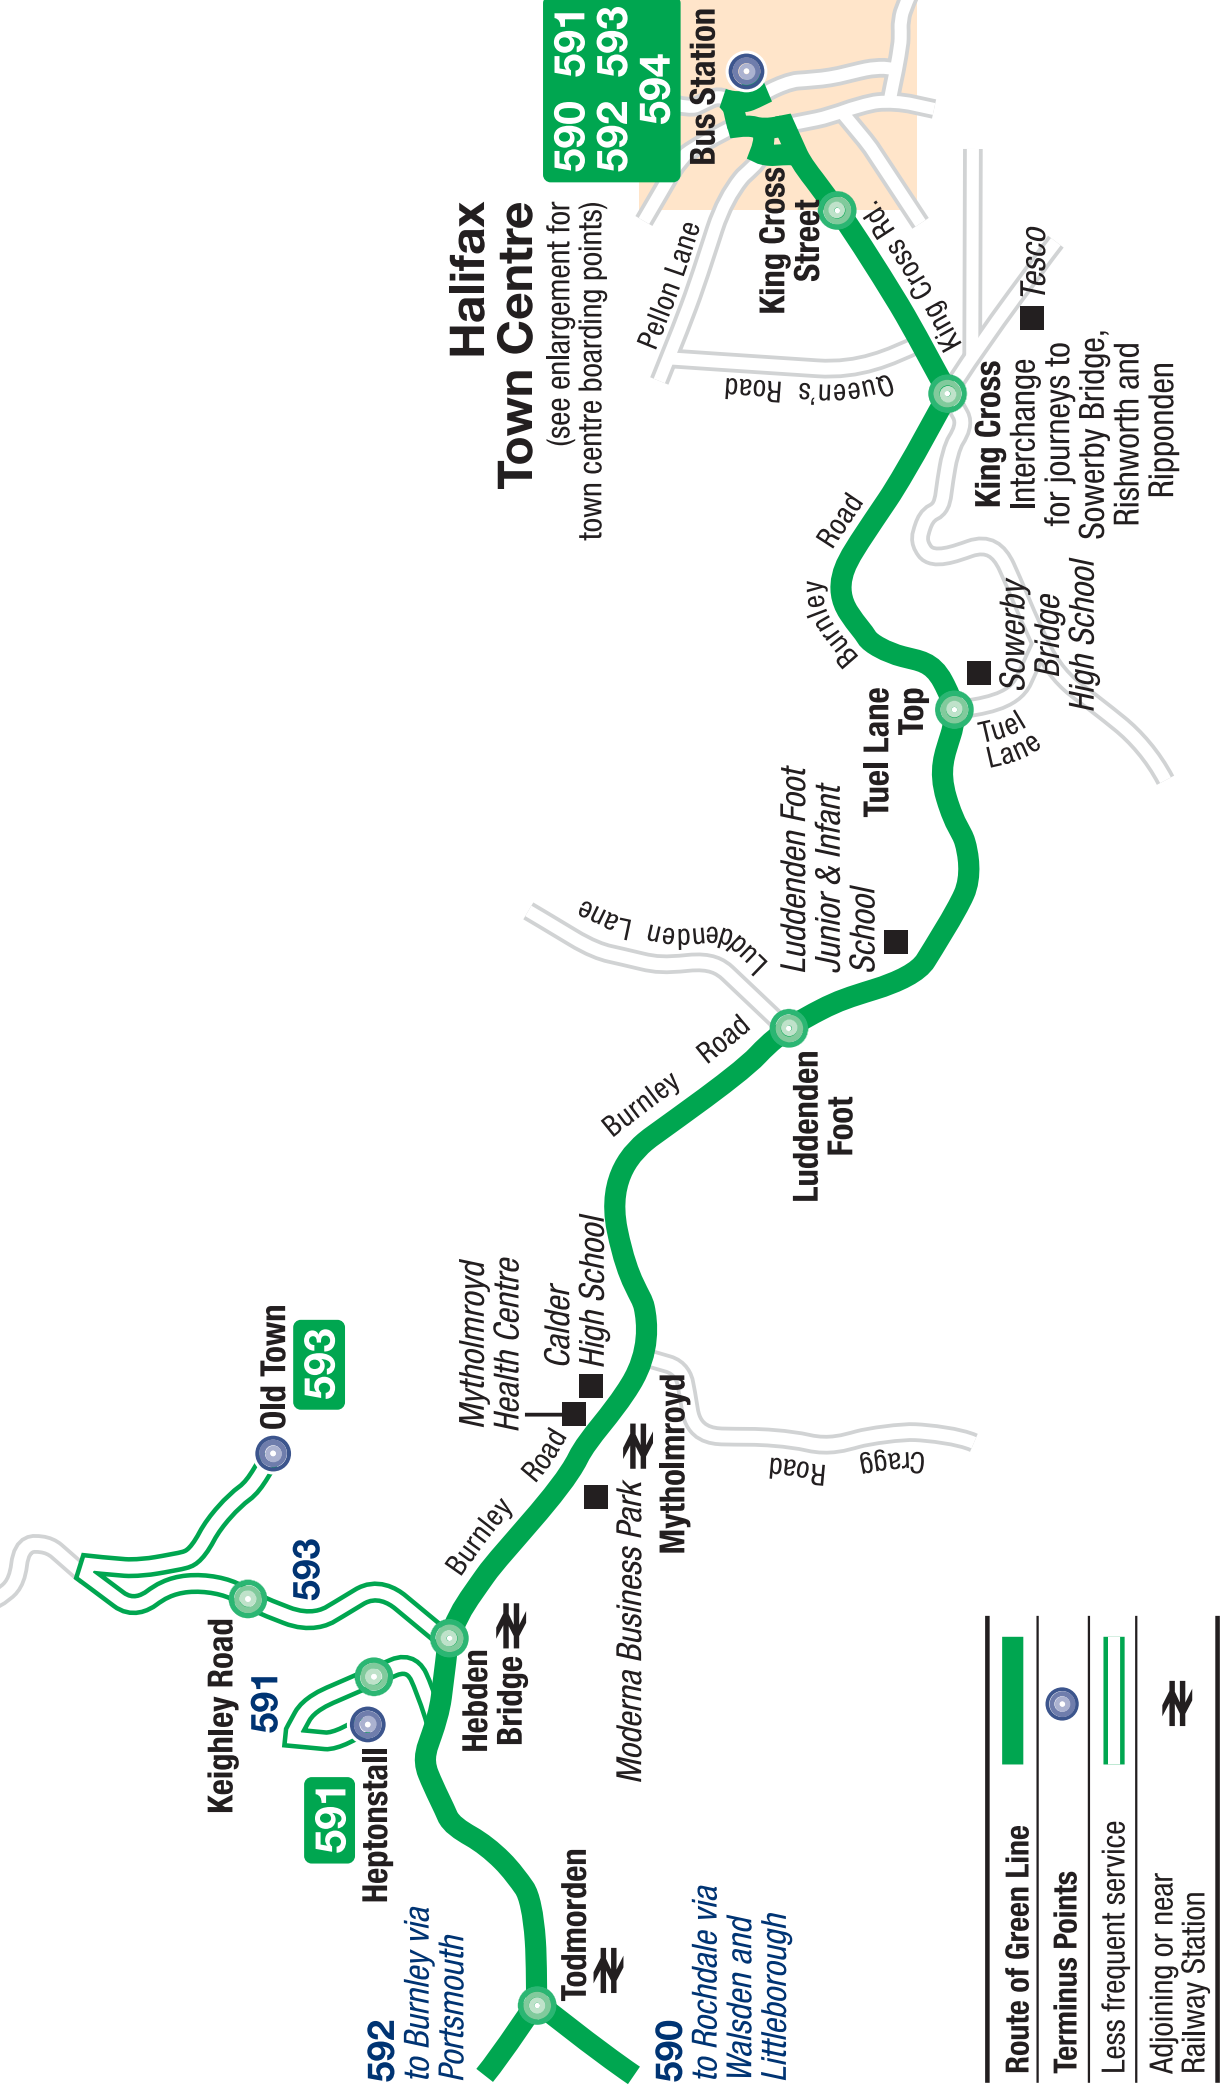 592
to Burnley via
Portsmouth
590
to Rochdale via
Walsden and
Littleborough
Todmorden
591
Heptonstall
Keighley Road
591
593
Old Town
593
Hebden
Bridge
Burnley Road
Moderna Business Park
Mytholmroyd
Health Centre
Calder
High School
Mytholmroyd
Cragg Road
Burnley Road
Luddenden
Foot
Luddenden Lane
Luddenden Foot
Junior & Infant
School
Tuel Lane
Top
Tuel
Lane
Sowerby
Bridge
High School
Burnley Road
King Cross
Interchange
for journeys to
Sowerby Bridge,
Rishworth and
Ripponden
Tesco
Queen's Road
King Cross Rd.
Pellon Lane
King Cross
Street
Halifax
Town Centre
(see enlargement for
town centre boarding points)
590 591
592 593
594
Bus Station
Route of Green Line
Terminus Points
Less frequent service
Adjoining or near
Railway Station